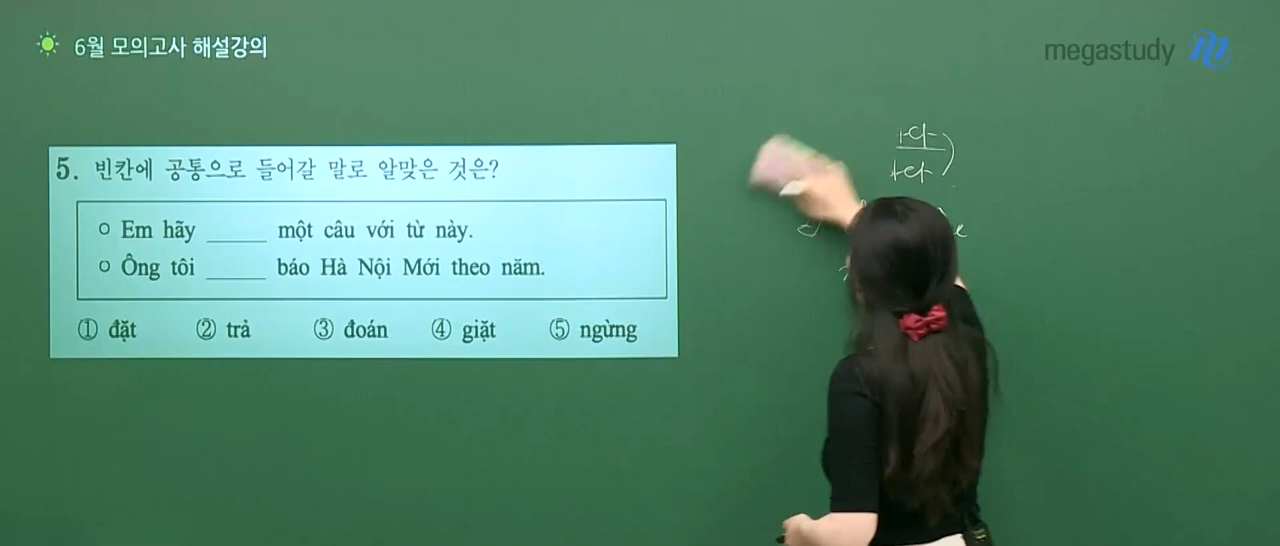 6월 모의고사 해설강의
megastudy
5. 빈칸에 공통으로 들어갈 말로 알맞은 것은?
○ Em hãy _____ một câu với từ này.
○ Ông tôi _____ báo Hà Nội Mới theo năm.
① đặt ② trả ③ đoán ④ giặt ⑤ ngừng